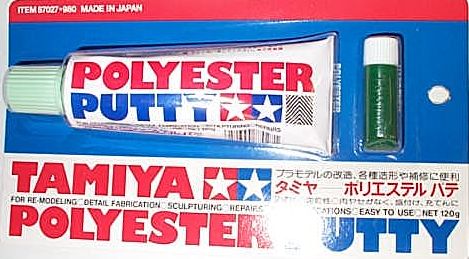 ITEM 87027-980 MADE IN JAPAN
POLYESTER
PUTTY
POLYESTER
TAMIYA
プラモデルの改造、各種造形や補修に便利
タミヤ ポリエステルパテ
FOR RE-MODELING □ DETAIL FABRICATION □ SCULPTURING □ REPAIRS
CATIONS □ EASY TO USE □ NET 120g
POLYESTER PUTTY